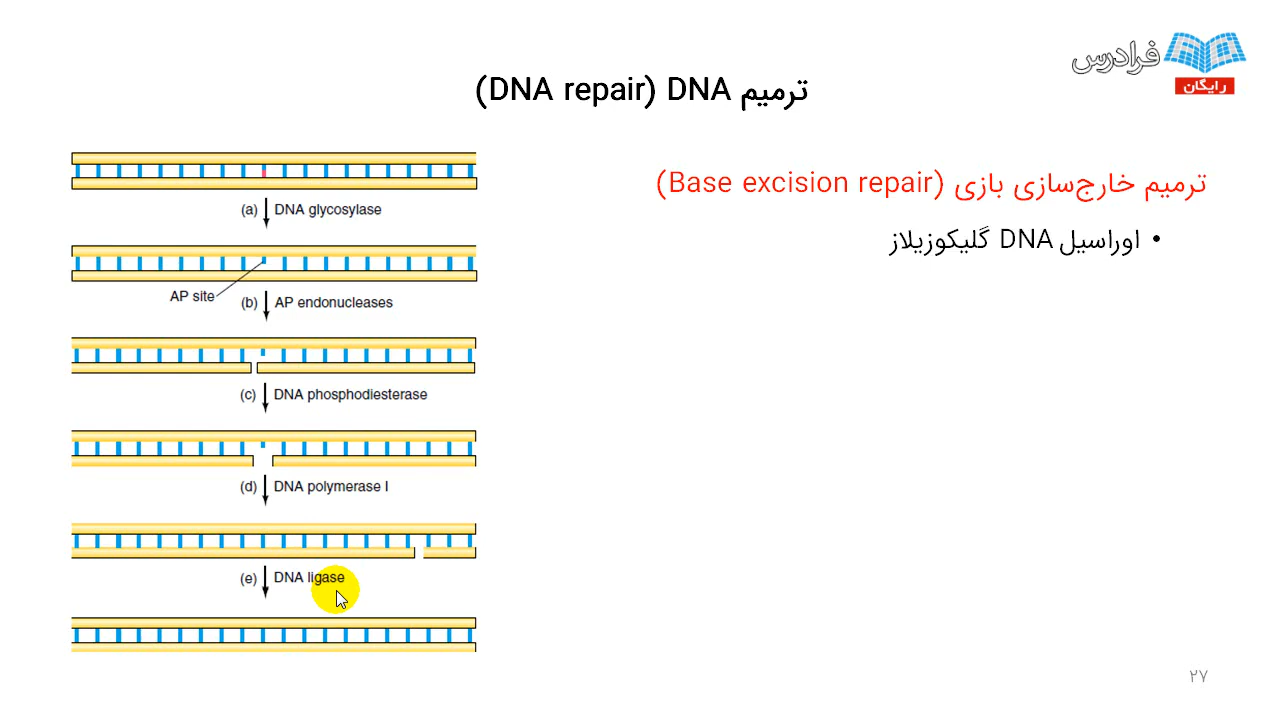 فرادرس
رایگان
ترمیم DNA (DNA repair)
ترمیم خارج‌سازی بازی (Base excision repair)
• اوراسیل DNA گلیکوزیلاز
(a) DNA glycosylase
AP site
(b) AP endonucleases
(c) DNA phosphodiesterase
(d) DNA polymerase I
(e) DNA ligase
۲۷